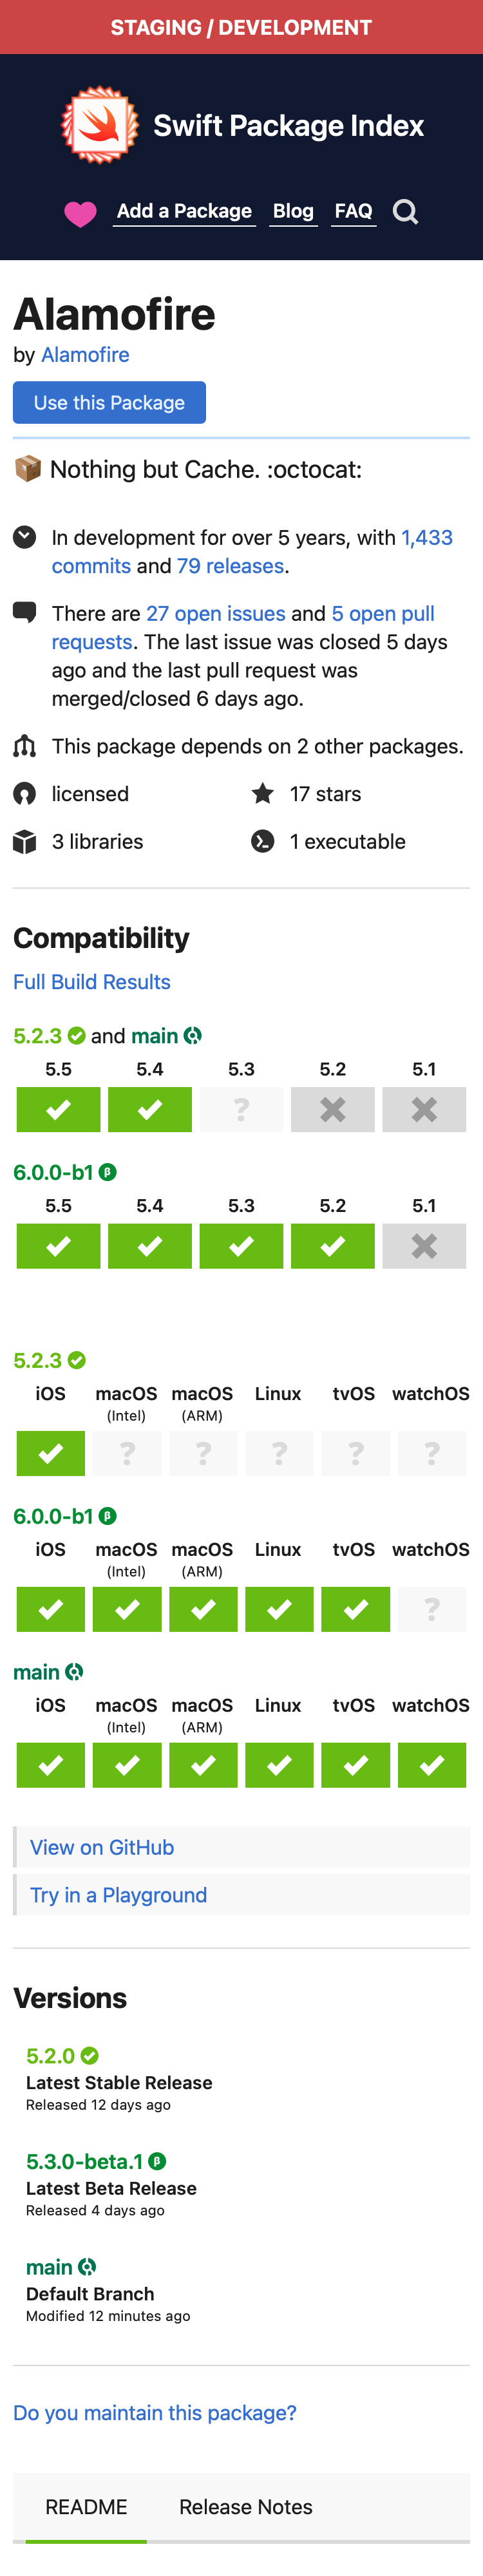 STAGING / DEVELOPMENT
Swift Package Index
Add a Package Blog FAQ
Alamofire
by Alamofire
Use this Package
📦 Nothing but Cache. :octocat:
In development for over 5 years, with 1,433
commits and 79 releases.
There are 27 open issues and 5 open pull
requests. The last issue was closed 5 days
ago and the last pull request was
merged/closed 6 days ago.
This package depends on 2 other packages.
licensed 17 stars
3 libraries 1 executable
Compatibility
Full Build Results
5.2.3 and main
5.5 5.4 5.3 5.2 5.1
?
6.0.0-b1 β
5.5 5.4 5.3 5.2 5.1
5.2.3
iOS macOS macOS Linux tvOS watchOS
(Intel) (ARM)
? ? ? ? ?
6.0.0-b1 β
iOS macOS macOS Linux tvOS watchOS
(Intel) (ARM)
?
main
iOS macOS macOS Linux tvOS watchOS
(Intel) (ARM)
View on GitHub
Try in a Playground
Versions
5.2.0
Latest Stable Release
Released 12 days ago
5.3.0-beta.1 β
Latest Beta Release
Released 4 days ago
main
Default Branch
Modified 12 minutes ago
Do you maintain this package?
README Release Notes